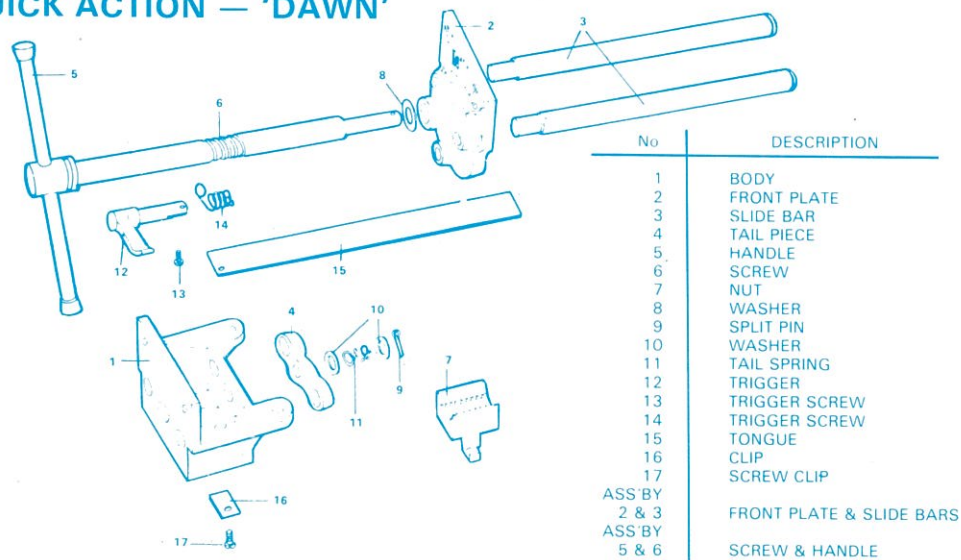 QUICK ACTION — 'DAWN'
2
3
5
8
6
14
12
13
15
4
10
1
7
9
11
16
17
No DESCRIPTION
1 BODY
2 FRONT PLATE
3 SLIDE BAR
4 TAIL PIECE
5 HANDLE
6 SCREW
7 NUT
8 WASHER
9 SPLIT PIN
10 WASHER
11 TAIL SPRING
12 TRIGGER
13 TRIGGER SCREW
14 TRIGGER SCREW
15 TONGUE
16 CLIP
17 SCREW CLIP
ASS'BY
2 & 3 FRONT PLATE & SLIDE BARS
ASS'BY
5 & 6 SCREW & HANDLE